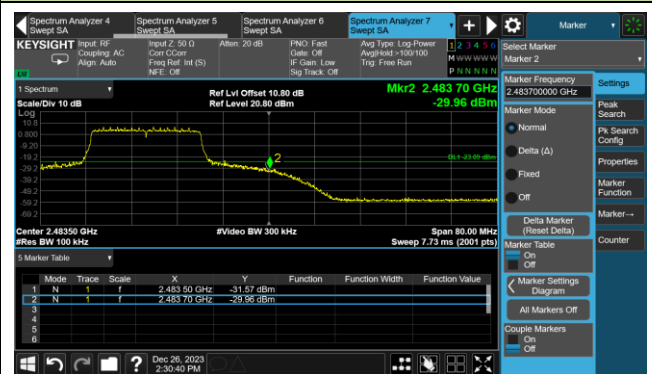 Spectrum Analyzer 4
Swept SA
Spectrum Analyzer 5
Swept SA
Spectrum Analyzer 6
Swept SA
Spectrum Analyzer 7
Swept SA
Marker
KEYSIGHT
Input: RF
Coupling: AC
Align: Auto
Input Z: 50 Ω
Corr CCorr
Freq Ref: Int (S)
NFE: Off
Atten: 20 dB
PNO: Fast
Gate: Off
IF Gain: Low
Sig Track: Off
Avg Type: Log-Power
Avg|Hold:>100/100
Trig: Free Run
1 2 3 4 5 6
M W W W W W
P N N N N N
Select Marker
Marker 2
1 Spectrum
Scale/Div 10 dB
Log
Ref Lvl Offset 10.80 dB
Ref Level 20.80 dBm
Mkr2 2.483 70 GHz
-29.96 dBm
10.8
0.800
-9.20
-19.2
-29.2
-39.2
-49.2
-59.2
-69.2
2
DL1 -23.09 dBm
Center 2.48350 GHz
#Res BW 100 kHz
#Video BW 300 kHz
Span 80.00 MHz
Sweep 7.73 ms (2001 pts)
5 Marker Table
Mode Trace Scale X Y Function Function Width Function Value
1 N 1 f 2.483 50 GHz -31.57 dBm
2 N 1 f 2.483 70 GHz -29.96 dBm
3
4
5
6
Marker Frequency
2.483700000 GHz
Marker Mode
Normal
Delta (Δ)
Fixed
Off
Delta Marker
(Reset Delta)
Marker Table
On
Off
Marker Settings
Diagram
All Markers Off
Couple Markers
On
Off
Settings
Peak
Search
Pk Search
Config
Properties
Marker
Function
Marker→
Counter
Dec 26, 2023
2:30:40 PM